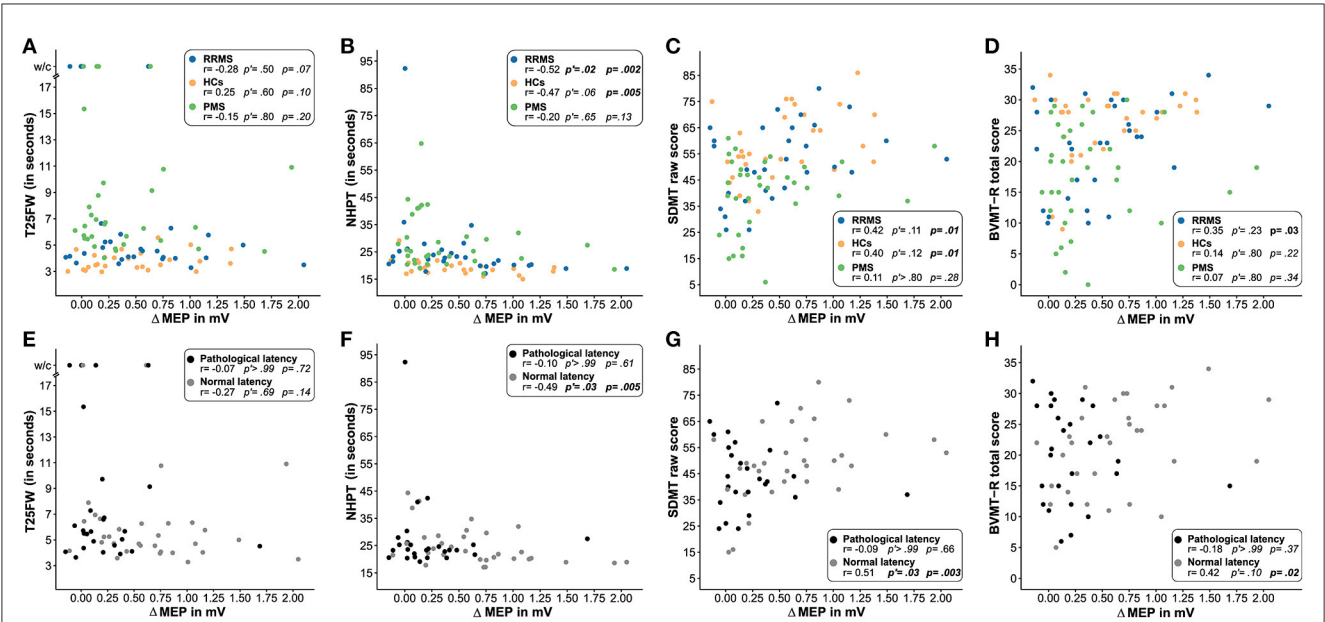 A
T25FW (in seconds)
w/c
17
15
13
11
9
7
5
3
0.00 0.25 0.50 0.75 1.00 1.25 1.50 1.75 2.00
Δ MEP in mV
RRMS
r= -0.28 p'= .50 p= .07
HCs
r= 0.25 p'= .60 p= .10
PMS
r= -0.15 p'= .80 p= .20
B
NHPT (in seconds)
95
85
75
65
55
45
35
25
15
0.00 0.25 0.50 0.75 1.00 1.25 1.50 1.75 2.00
Δ MEP in mV
RRMS
r= -0.52 p'= .02 p= .002
HCs
r= -0.47 p'= .06 p= .005
PMS
r= -0.20 p'= .65 p=.13
C
SDMT raw score
85
75
65
55
45
35
25
15
5
0.00 0.25 0.50 0.75 1.00 1.25 1.50 1.75 2.00
Δ MEP in mV
RRMS
r= 0.42 p'= .11 p= .01
HCs
r= 0.40 p'= .12 p= .01
PMS
r= 0.11 p'> .80 p= .28
D
BVMT-R total score
35
30
25
20
15
10
5
0
0.00 0.25 0.50 0.75 1.00 1.25 1.50 1.75 2.00
Δ MEP in mV
RRMS
r= 0.35 p'= .23 p= .03
HCs
r= 0.14 p'= .80 p= .22
PMS
r= 0.07 p'= .80 p= .34
E
T25FW (in seconds)
w/c
17
15
13
11
9
7
5
3
0.00 0.25 0.50 0.75 1.00 1.25 1.50 1.75 2.00
Δ MEP in mV
Pathological latency
r= -0.07 p'> .99 p= .72
Normal latency
r= -0.27 p'= .69 p= .14
F
NHPT (in seconds)
95
85
75
65
55
45
35
25
15
0.00 0.25 0.50 0.75 1.00 1.25 1.50 1.75 2.00
Δ MEP in mV
Pathological latency
r= -0.10 p'> .99 p= .61
Normal latency
r= -0.49 p'= .03 p= .005
G
SDMT raw score
85
75
65
55
45
35
25
15
5
0.00 0.25 0.50 0.75 1.00 1.25 1.50 1.75 2.00
Δ MEP in mV
Pathological latency
r= -0.09 p'> .99 p= .66
Normal latency
r= 0.51 p'= .03 p= .003
H
BVMT-R total score
35
30
25
20
15
10
5
0
0.00 0.25 0.50 0.75 1.00 1.25 1.50 1.75 2.00
Δ MEP in mV
Pathological latency
r= -0.18 p'> .99 p= .37
Normal latency
r= 0.42 p'= .10 p= .02